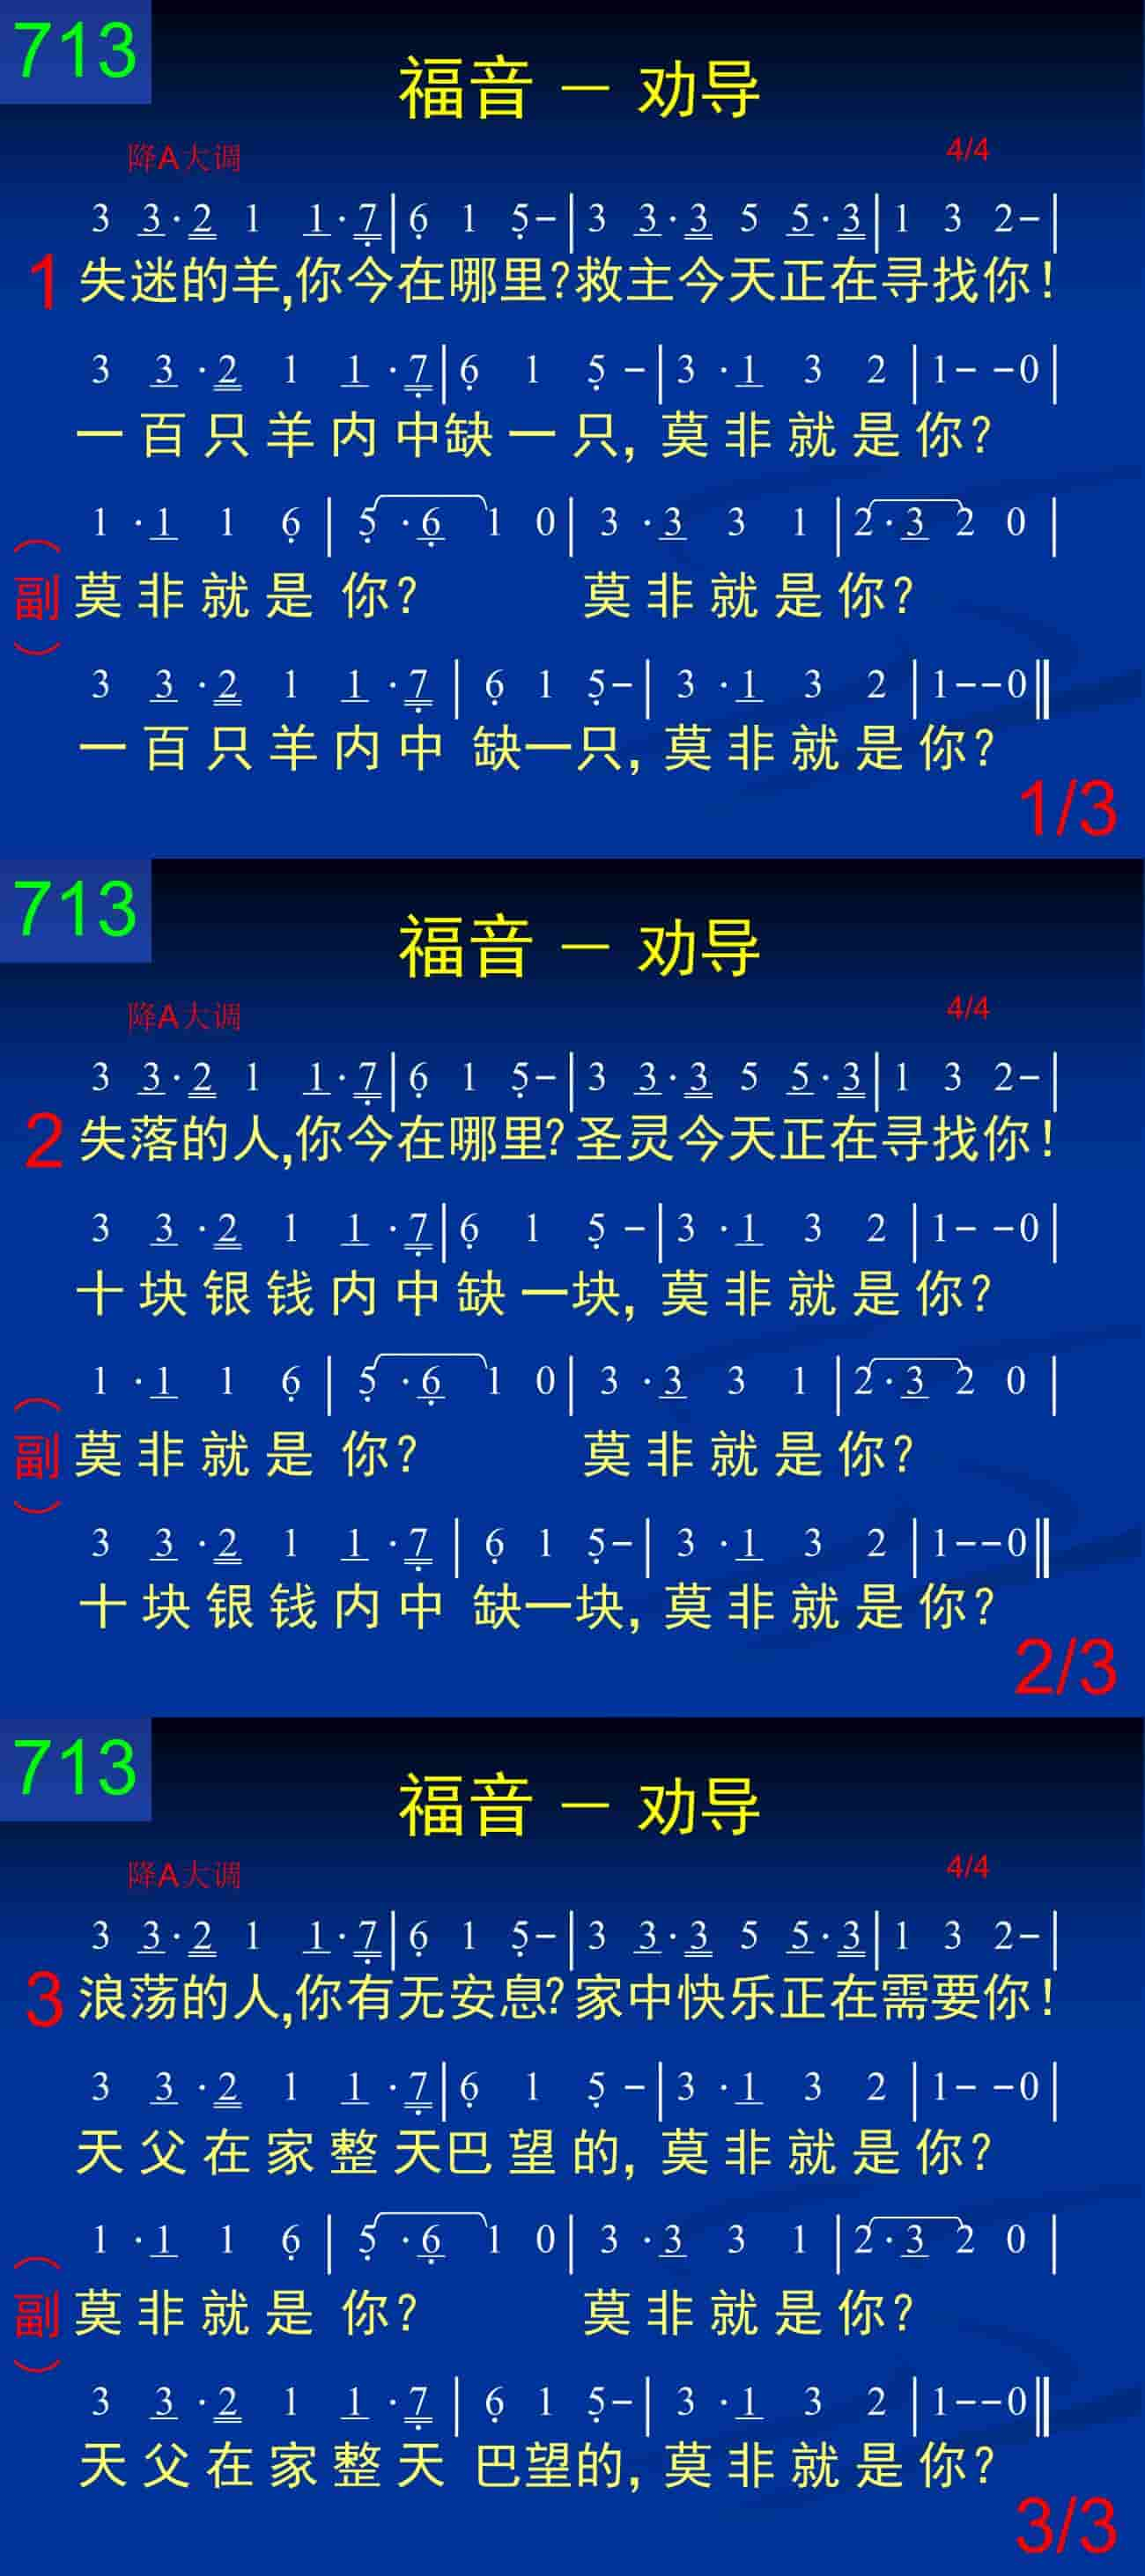 713
福音 － 劝导
降A大调 4/4
3 3·2 1 1·7̣|6̣ 1 5̣-|3 3·3 5 5·3|1 3 2-|
1 失迷的羊,你今在哪里?救主今天正在寻找你!
3 3·2 1 1·7̣|6̣ 1 5̣-|3·1 3 2|1--0|
一百只羊内中缺一只,莫非就是你?
1·1 1 6̣|5̣·6̣ 1 0|3·3 3 1|2·3 2 0|
(副) 莫非就是你? 莫非就是你?
3 3·2 1 1·7̣|6̣ 1 5̣-|3·1 3 2|1--0‖
一百只羊内中缺一只,莫非就是你?
1/3
713
福音 － 劝导
降A大调 4/4
3 3·2 1 1·7̣|6̣ 1 5̣-|3 3·3 5 5·3|1 3 2-|
2 失落的人,你今在哪里?圣灵今天正在寻找你!
3 3·2 1 1·7̣|6̣ 1 5̣-|3·1 3 2|1--0|
十块银钱内中缺一块,莫非就是你?
1·1 1 6̣|5̣·6̣ 1 0|3·3 3 1|2·3 2 0|
(副) 莫非就是你? 莫非就是你?
3 3·2 1 1·7̣|6̣ 1 5̣-|3·1 3 2|1--0‖
十块银钱内中缺一块,莫非就是你?
2/3
713
福音 － 劝导
降A大调 4/4
3 3·2 1 1·7̣|6̣ 1 5̣-|3 3·3 5 5·3|1 3 2-|
3 浪荡的人,你有无安息?家中快乐正在需要你!
3 3·2 1 1·7̣|6̣ 1 5̣-|3·1 3 2|1--0|
天父在家整天巴望的,莫非就是你?
1·1 1 6̣|5̣·6̣ 1 0|3·3 3 1|2·3 2 0|
(副) 莫非就是你? 莫非就是你?
3 3·2 1 1·7̣|6̣ 1 5̣-|3·1 3 2|1--0‖
天父在家整天巴望的,莫非就是你?
3/3